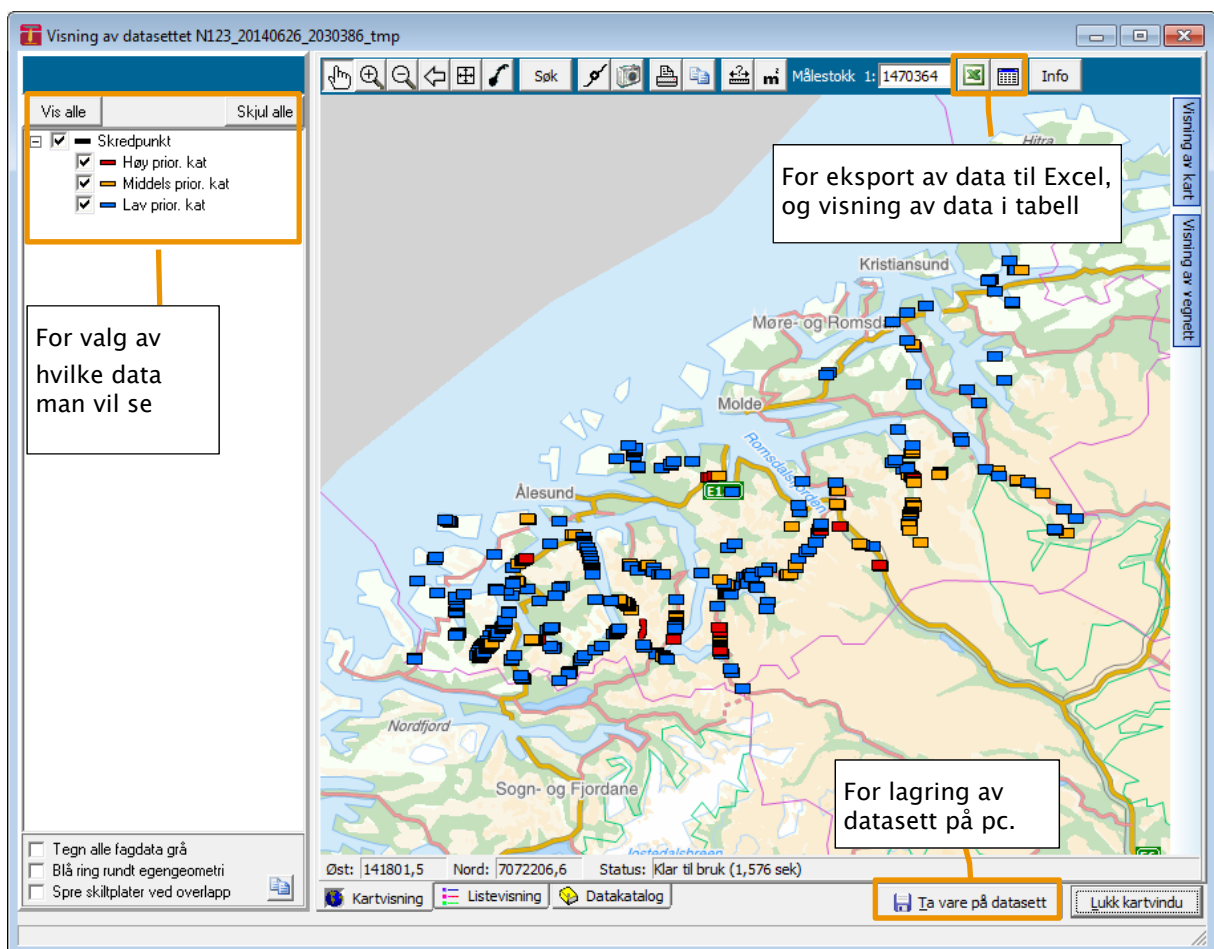 Visning av datasettet N123_20140626_2030386_tmp
Søk
Målestokk 1: 1470364
Info
Vis alle
Skjul alle
Skredpunkt
Høy prior. kat
Middels prior. kat
Lav prior. kat
For valg av
hvilke data
man vil se
For eksport av data til Excel,
og visning av data i tabell
Visning av kart
Visning av vegnett
Hitra
Kristiansund
Møre- og Romsd
Molde
Romsdalsfjorden
Ålesund
E1
Nordfjord
Sogn- og Fjordane
Jostedalsbreen
For lagring av
datasett på pc.
Tegn alle fagdata grå
Blå ring rundt egengeometri
Spre skiltplater ved overlapp
Øst: 141801,5 Nord: 7072206,6 Status: Klar til bruk (1,576 sek)
Kartvisning Listevisning Datakatalog
Ta vare på datasett
Lukk kartvindu